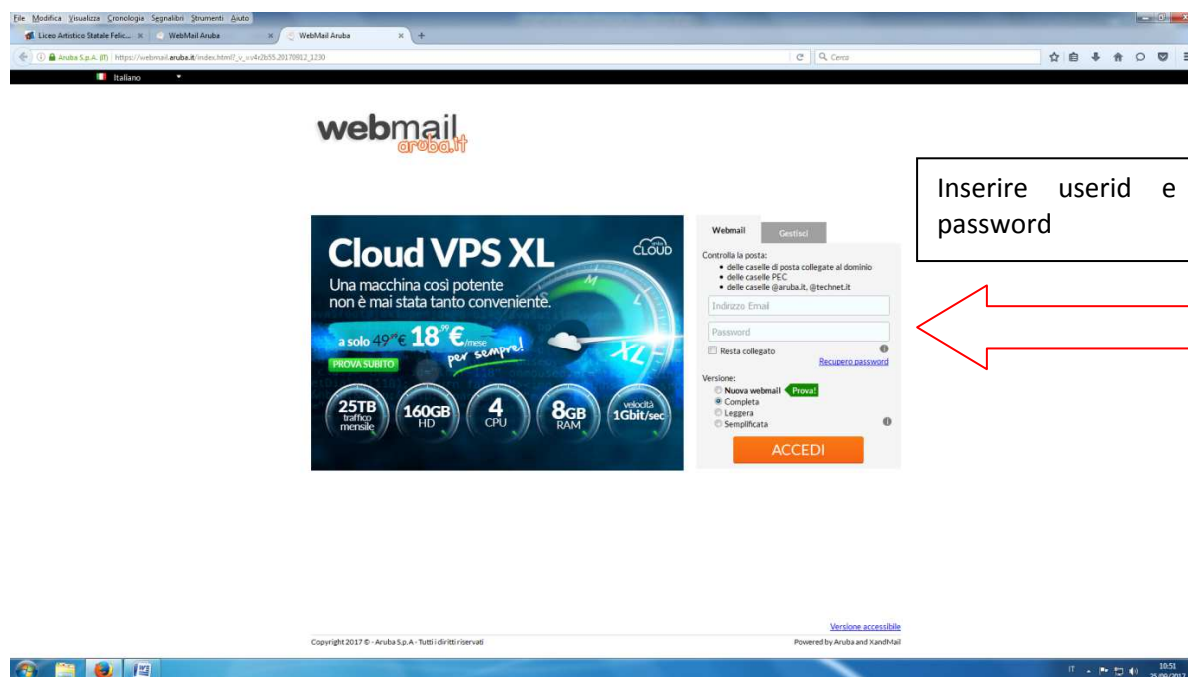 File Modifica Visualizza Cronologia Segnalibri Strumenti Aiuto
Liceo Artistico Statale Felic... × WebMail Aruba × WebMail Aruba × +
Aruba S.p.A. (IT) https://webmail.aruba.it/index.html?_v_=v4r2b55.20170912_1230 Cerca
Italiano
webmail
aruba.it
Inserire userid e
password
Cloud VPS XL
aruba CLOUD
Una macchina così potente
non è mai stata tanto conveniente.
a solo 49,99€ 18,99€/mese
per sempre!
PROVA SUBITO
M
L
XL
25TB
traffico
mensile
160GB
HD
4
CPU
8GB
RAM
velocità
1Gbit/sec
Webmail Gestisci
Controlla la posta:
• delle caselle di posta collegate al dominio
• delle caselle PEC
• delle caselle @aruba.it, @technet.it
Indirizzo Email
Password
Resta collegato
Recupero password
Versione:
Nuova webmail Prova!
Completa
Leggera
Semplificata
ACCEDI
Versione accessibile
Copyright 2017 © - Aruba S.p.A - Tutti i diritti riservati Powered by Aruba and XandMail
IT 10:51
25/09/2017